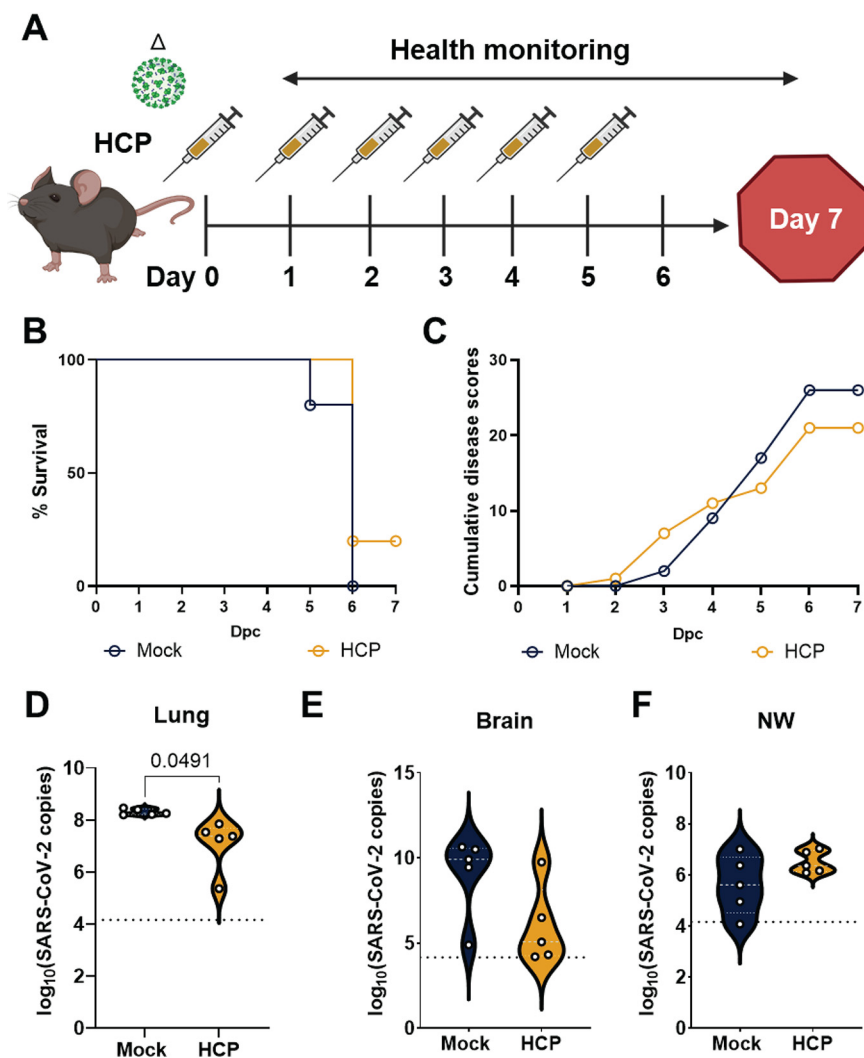 A
Δ
Health monitoring
HCP
Day 0 1 2 3 4 5 6
Day 7
B
% Survival
100
50
0
0 1 2 3 4 5 6 7
Dpc
Mock HCP
C
Cumulative disease scores
30
20
10
0
0 1 2 3 4 5 6 7
Dpc
Mock HCP
D
Lung
0.0491
log10(SARS-CoV-2 copies)
10
8
6
4
2
0
Mock HCP
E
Brain
log10(SARS-CoV-2 copies)
15
10
5
0
Mock HCP
F
NW
log10(SARS-CoV-2 copies)
10
8
6
4
2
0
Mock HCP